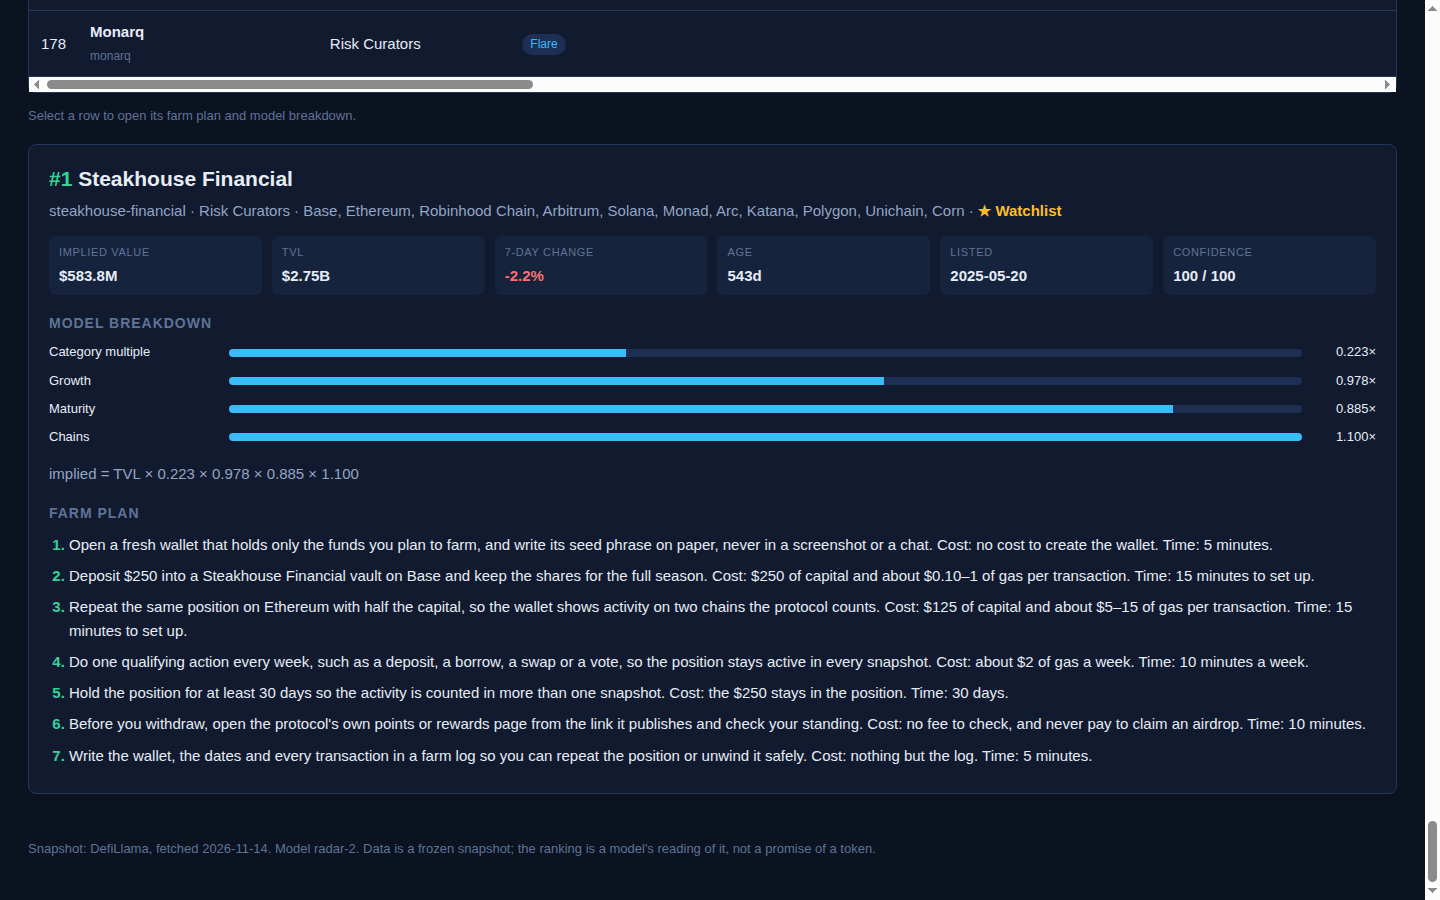 178
Monarq
monarq
Risk Curators
Flare
Select a row to open its farm plan and model breakdown.
#1 Steakhouse Financial
steakhouse-financial · Risk Curators · Base, Ethereum, Robinhood Chain, Arbitrum, Solana, Monad, Arc, Katana, Polygon, Unichain, Corn · ★ Watchlist
IMPLIED VALUE
$583.8M
TVL
$2.75B
7-DAY CHANGE
-2.2%
AGE
543d
LISTED
2025-05-20
CONFIDENCE
100 / 100
MODEL BREAKDOWN
Category multiple 0.223×
Growth 0.978×
Maturity 0.885×
Chains 1.100×
implied = TVL × 0.223 × 0.978 × 0.885 × 1.100
FARM PLAN
1. Open a fresh wallet that holds only the funds you plan to farm, and write its seed phrase on paper, never in a screenshot or a chat. Cost: no cost to create the wallet. Time: 5 minutes.
2. Deposit $250 into a Steakhouse Financial vault on Base and keep the shares for the full season. Cost: $250 of capital and about $0.10–1 of gas per transaction. Time: 15 minutes to set up.
3. Repeat the same position on Ethereum with half the capital, so the wallet shows activity on two chains the protocol counts. Cost: $125 of capital and about $5–15 of gas per transaction. Time: 15
minutes to set up.
4. Do one qualifying action every week, such as a deposit, a borrow, a swap or a vote, so the position stays active in every snapshot. Cost: about $2 of gas a week. Time: 10 minutes a week.
5. Hold the position for at least 30 days so the activity is counted in more than one snapshot. Cost: the $250 stays in the position. Time: 30 days.
6. Before you withdraw, open the protocol's own points or rewards page from the link it publishes and check your standing. Cost: no fee to check, and never pay to claim an airdrop. Time: 10 minutes.
7. Write the wallet, the dates and every transaction in a farm log so you can repeat the position or unwind it safely. Cost: nothing but the log. Time: 5 minutes.
Snapshot: DefiLlama, fetched 2026-11-14. Model radar-2. Data is a frozen snapshot; the ranking is a model's reading of it, not a promise of a token.